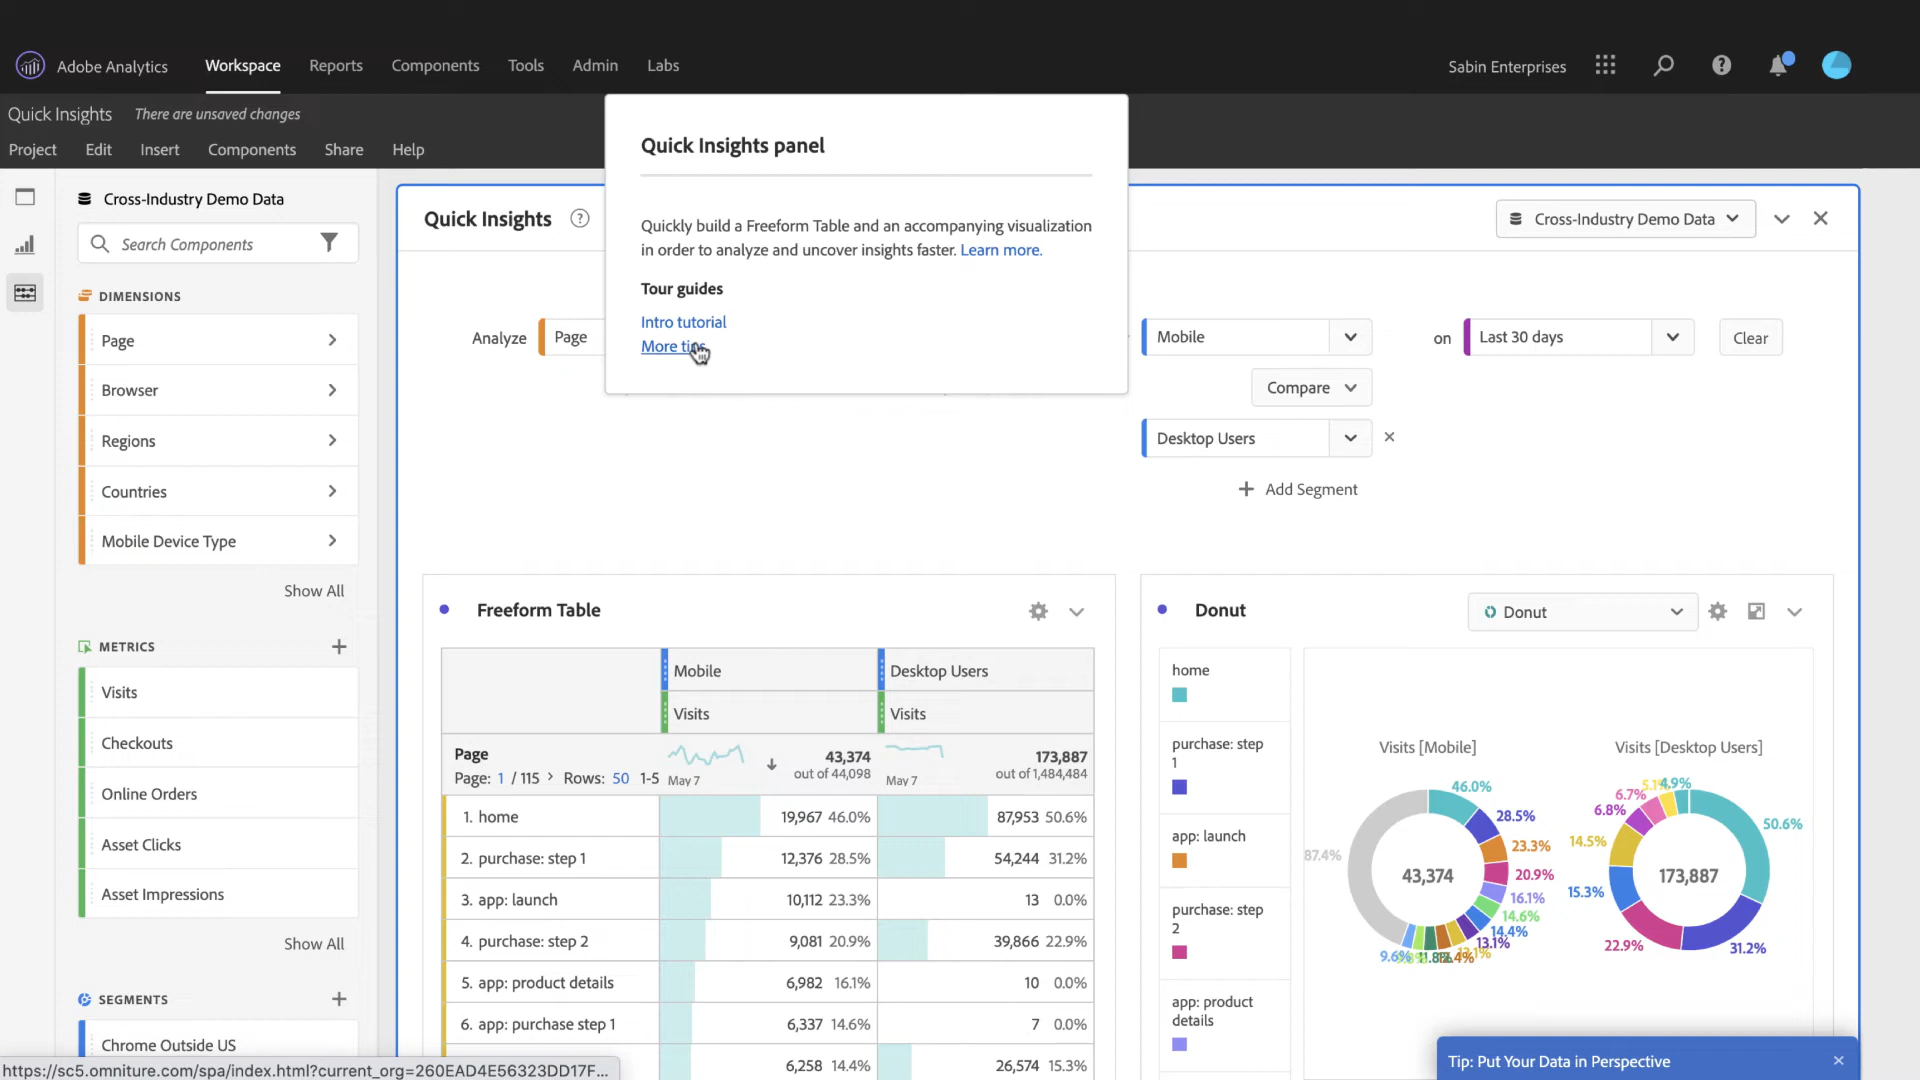 Adobe Analytics
Workspace
Reports
Components
Tools
Admin
Labs
Sabin Enterprises
Quick Insights
There are unsaved changes
Project
Edit
Insert
Components
Share
Help
Cross-Industry Demo Data
Search Components
DIMENSIONS
Page
Browser
Regions
Countries
Mobile Device Type
Show All
METRICS
Visits
Checkouts
Online Orders
Asset Clicks
Asset Impressions
Show All
SEGMENTS
Chrome Outside US
https://sc5.omniture.com/spa/index.html?current_org=260EAD4E56323DD17F...
Quick Insights
Quick Insights panel
Quickly build a Freeform Table and an accompanying visualization
in order to analyze and uncover insights faster. Learn more.
Tour guides
Intro tutorial
More tips
Cross-Industry Demo Data
Analyze
Page
Mobile
on
Last 30 days
Clear
Compare
Desktop Users
Add Segment
Freeform Table
Mobile
Desktop Users
Visits
Visits
Page
Page: 1 / 115 > Rows: 50 1-5
May 7
43,374
out of 44,098
May 7
173,887
out of 1,484,484
1. home 19,967 46.0% 87,953 50.6%
2. purchase: step 1 12,376 28.5% 54,244 31.2%
3. app: launch 10,112 23.3% 13 0.0%
4. purchase: step 2 9,081 20.9% 39,866 22.9%
5. app: product details 6,982 16.1% 10 0.0%
6. app: purchase step 1 6,337 14.6% 7 0.0%
6,258 14.4% 26,574 15.3%
Donut
Donut
home
purchase: step
1
app: launch
purchase: step
2
app: product
details
Visits [Mobile]
46.0%
28.5%
23.3%
20.9%
16.1%
14.6%
14.4%
13.1%
12.4%
9.6%
87.4%
43,374
Visits [Desktop Users]
4.9%
6.7%
6.8%
14.5%
15.3%
22.9%
31.2%
50.6%
173,887
Tip: Put Your Data in Perspective